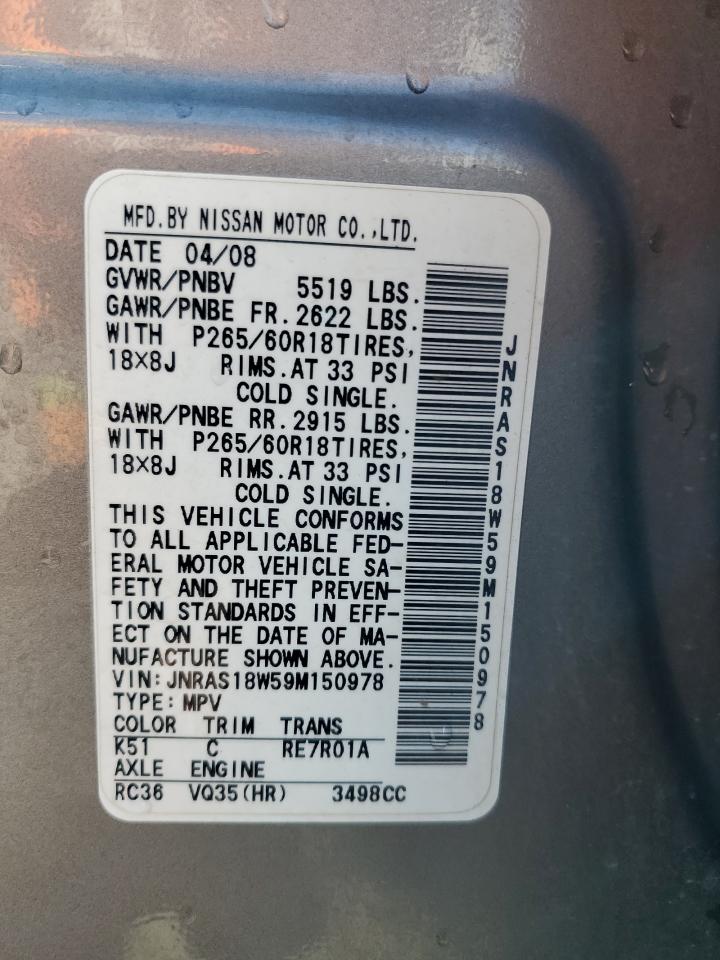 MFD.BY NISSAN MOTOR CO.,LTD.
DATE 04/08
GVWR/PNBV 5519 LBS.
GAWR/PNBE FR. 2622 LBS.
WITH P265/60R18TIRES,
18X8J RIMS.AT 33 PSI
COLD SINGLE.
GAWR/PNBE RR. 2915 LBS.
WITH P265/60R18TIRES,
18X8J RIMS.AT 33 PSI
COLD SINGLE.
THIS VEHICLE CONFORMS
TO ALL APPLICABLE FED-
ERAL MOTOR VEHICLE SA-
FETY AND THEFT PREVEN-
TION STANDARDS IN EFF-
ECT ON THE DATE OF MA-
NUFACTURE SHOWN ABOVE.
VIN: JNRAS18W59M150978
TYPE: MPV
COLOR TRIM TRANS
K51 C RE7R01A
AXLE ENGINE
RC36 VQ35(HR) 3498CC
JNRAS18W59M150978